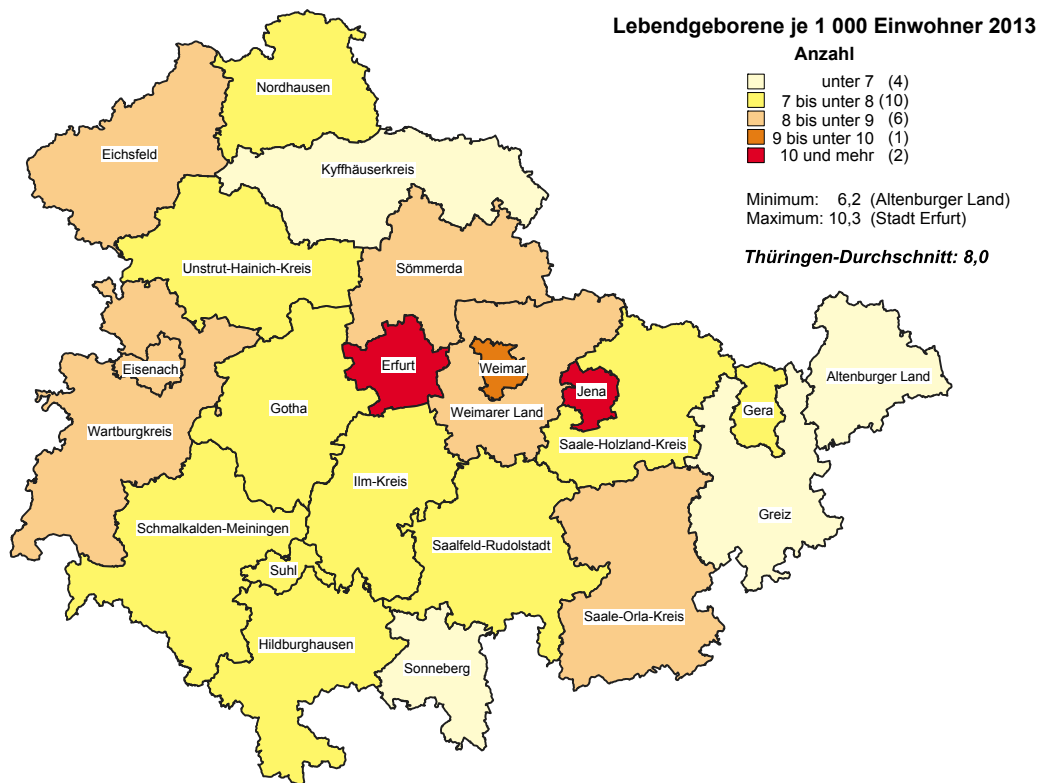 Lebendgeborene je 1 000 Einwohner 2013
Anzahl
unter 7 (4)
7 bis unter 8 (10)
8 bis unter 9 (6)
9 bis unter 10 (1)
10 und mehr (2)
Minimum: 6,2 (Altenburger Land)
Maximum: 10,3 (Stadt Erfurt)
Thüringen-Durchschnitt: 8,0
Nordhausen
Eichsfeld
Kyffhäuserkreis
Unstrut-Hainich-Kreis
Sömmerda
Eisenach
Erfurt
Weimar
Jena
Altenburger Land
Gotha
Weimarer Land
Gera
Wartburgkreis
Saale-Holzland-Kreis
Ilm-Kreis
Greiz
Schmalkalden-Meiningen
Saalfeld-Rudolstadt
Suhl
Saale-Orla-Kreis
Hildburghausen
Sonneberg